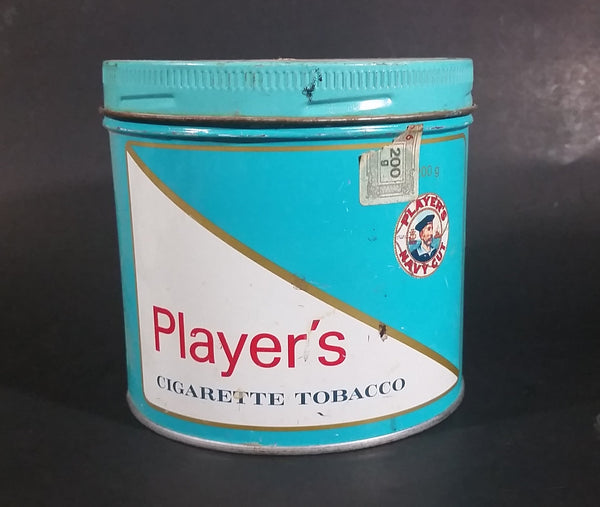 200
g
PLAYER'S
NAVY CUT
Player's
CIGARETTE TOBACCO